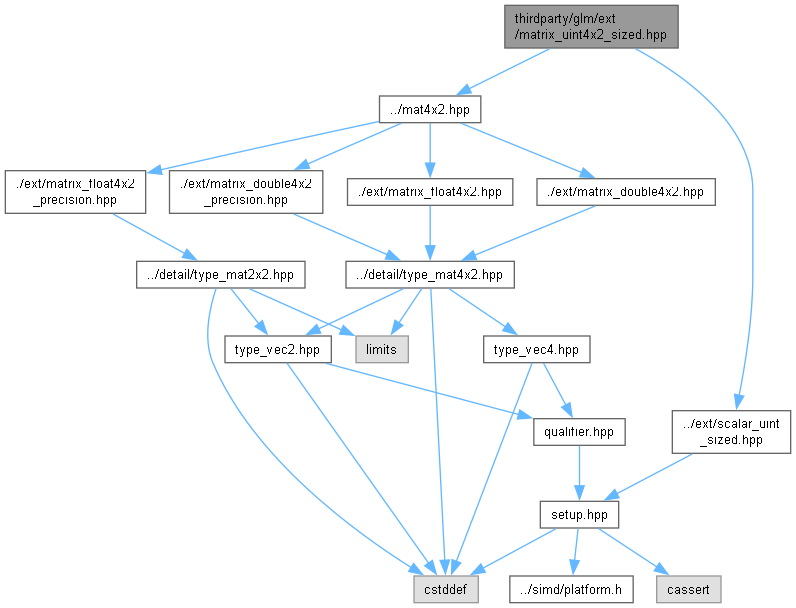 thirdparty/glm/ext
/matrix_uint4x2_sized.hpp
../mat4x2.hpp
./ext/matrix_float4x2
_precision.hpp
./ext/matrix_double4x2
_precision.hpp
./ext/matrix_float4x2.hpp
./ext/matrix_double4x2.hpp
../detail/type_mat2x2.hpp
../detail/type_mat4x2.hpp
type_vec2.hpp
limits
type_vec4.hpp
qualifier.hpp
../ext/scalar_uint
_sized.hpp
setup.hpp
cstddef
../simd/platform.h
cassert